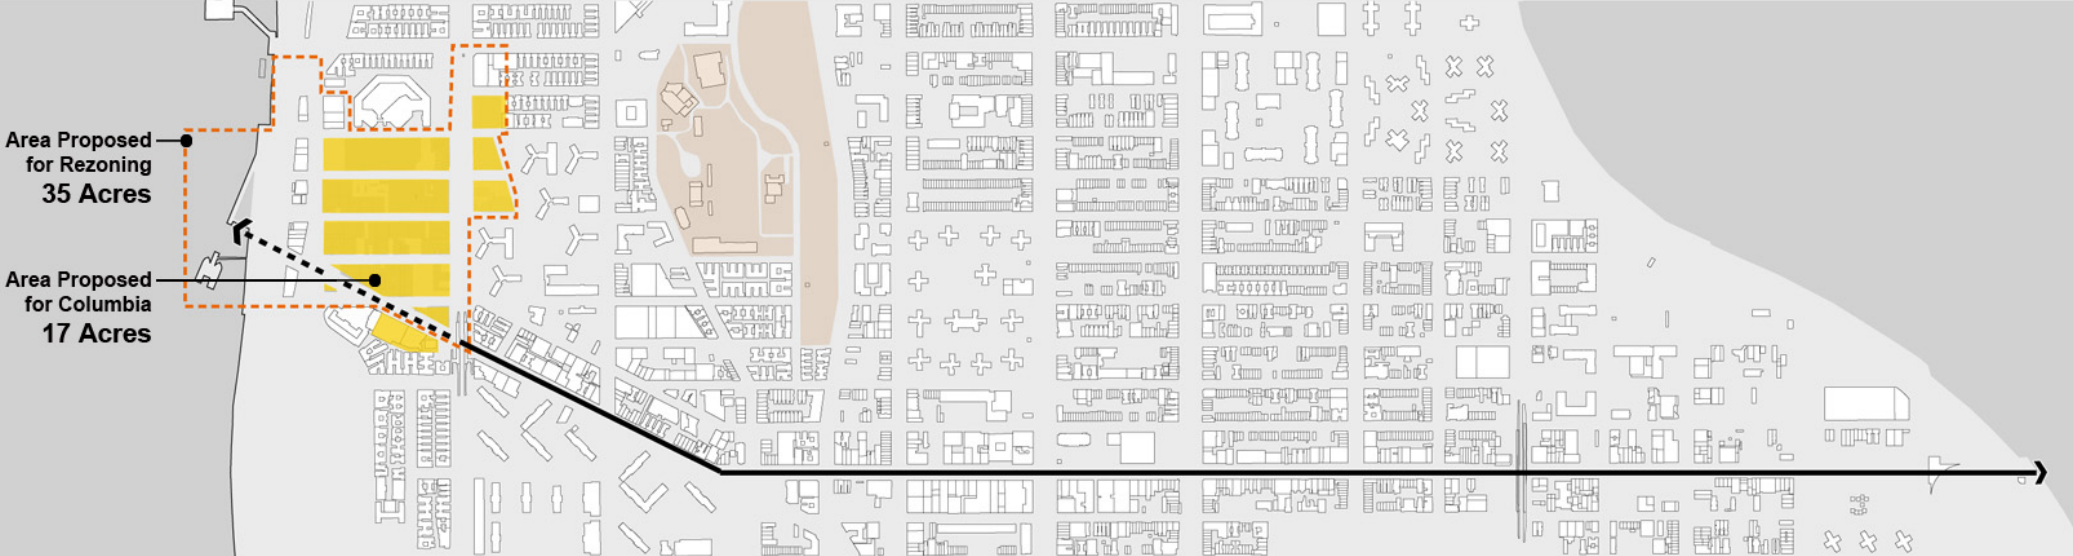 Area Proposed
for Rezoning
35 Acres
Area Proposed
for Columbia
17 Acres